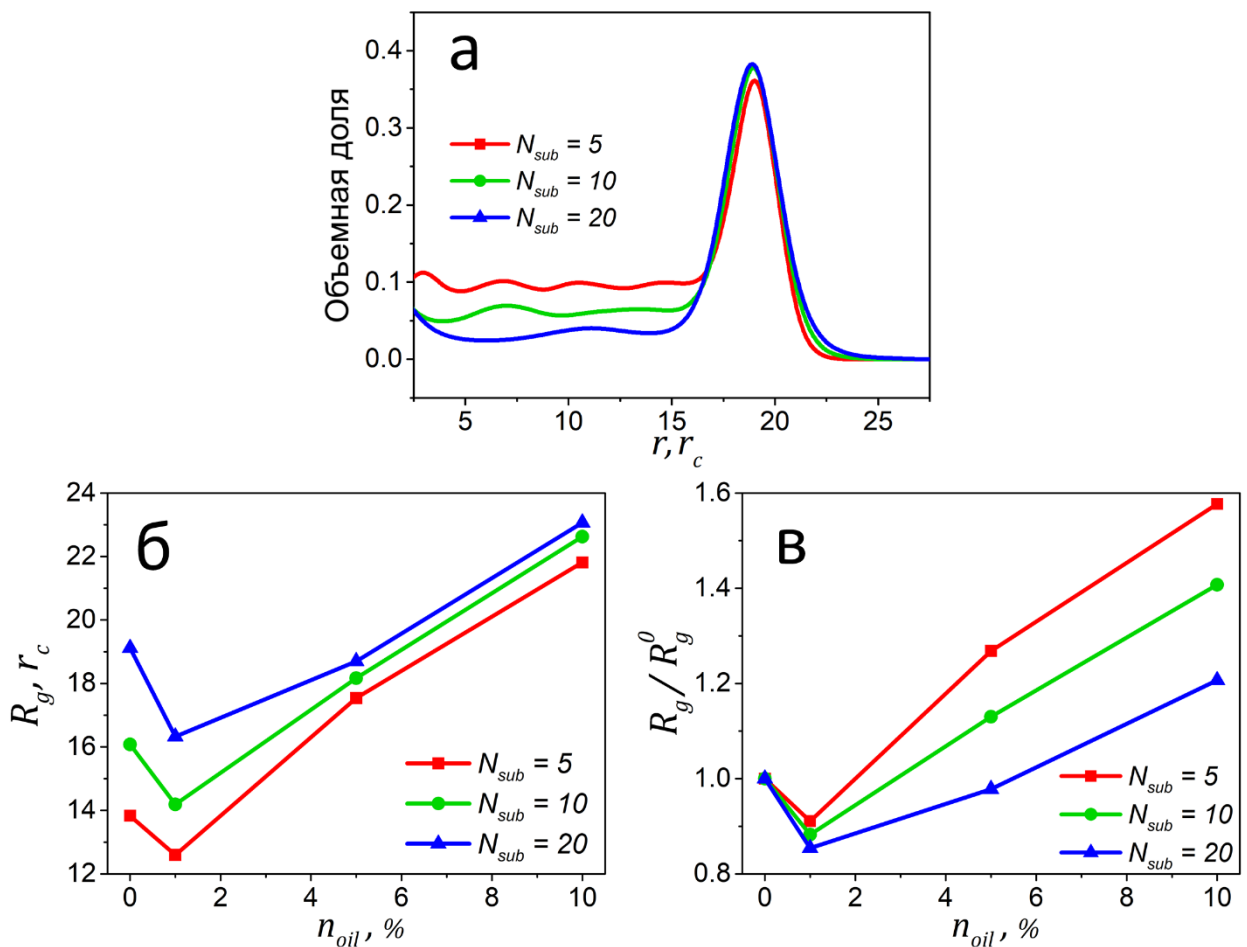 а
Объемная доля
0.4
0.3
0.2
0.1
0.0
N_sub = 5
N_sub = 10
N_sub = 20
5 10 15 20 25
r, r_c
б
R_g, r_c
24
22
20
18
16
14
12
N_sub = 5
N_sub = 10
N_sub = 20
0 2 4 6 8 10
n_oil, %
в
R_g / R_g^0
1.6
1.4
1.2
1.0
0.8
N_sub = 5
N_sub = 10
N_sub = 20
0 2 4 6 8 10
n_oil, %